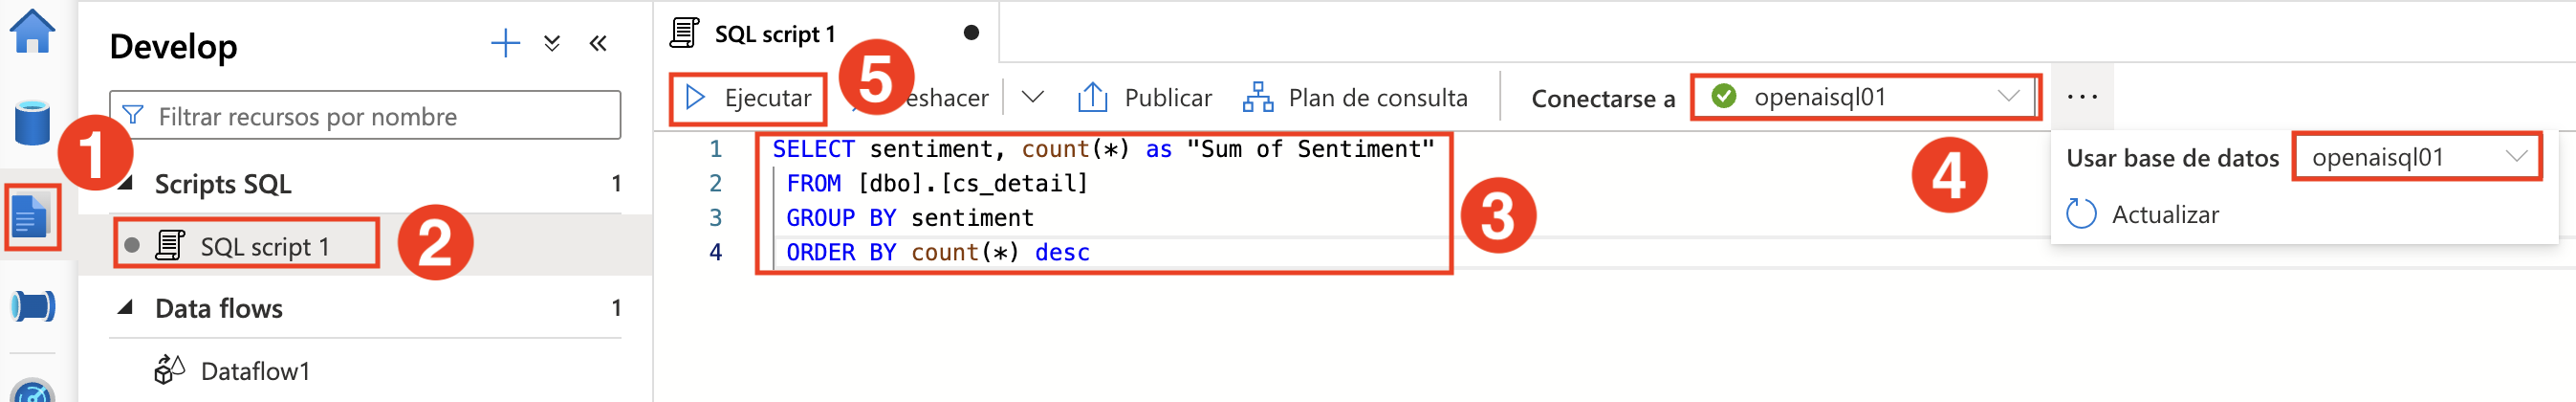 Develop
Filtrar recursos por nombre
1
Scripts SQL 1
SQL script 1
2
Data flows 1
Dataflow1
SQL script 1
Ejecutar
5
eshacer
Publicar
Plan de consulta
Conectarse a
openaisql01
...
1 SELECT sentiment, count(*) as "Sum of Sentiment"
2 FROM [dbo].[cs_detail]
3 GROUP BY sentiment
4 ORDER BY count(*) desc
3
4
Usar base de datos openaisql01
Actualizar